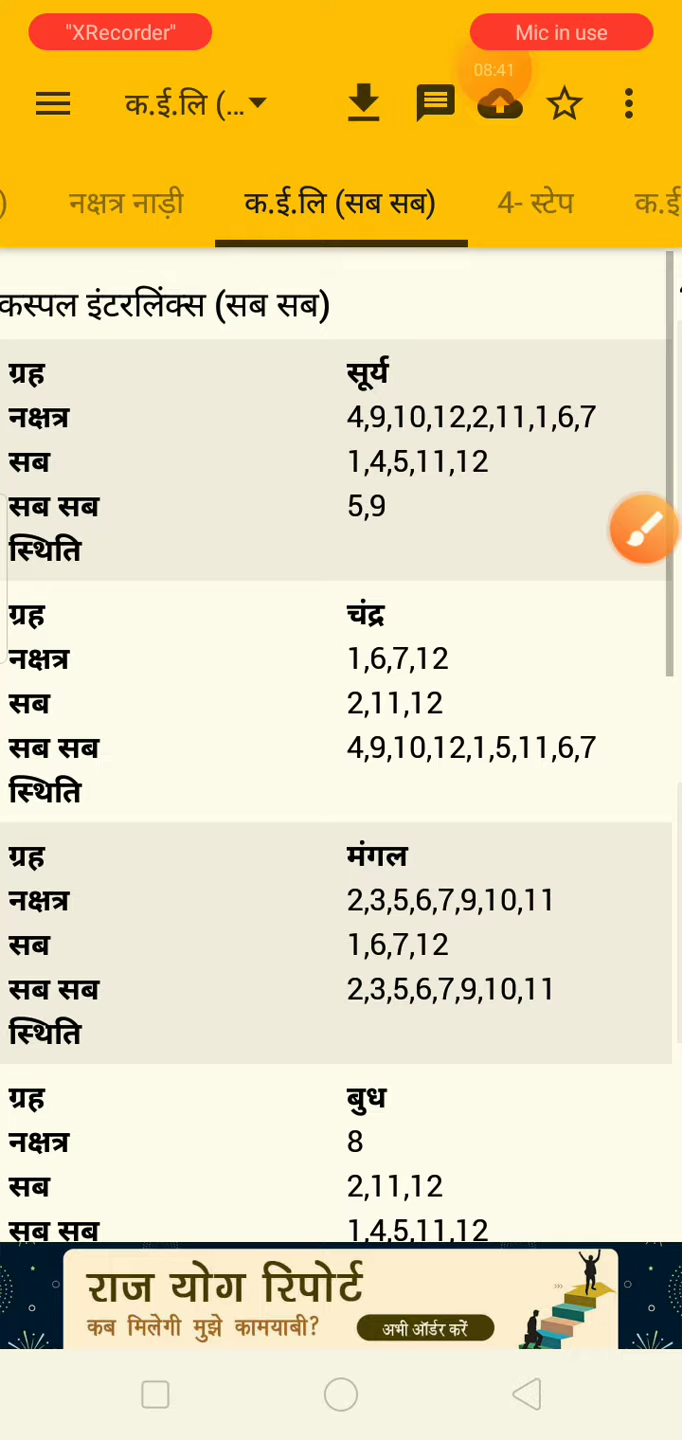 "XRecorder" Mic in use
08:41
क.ई.लि (...
) नक्षत्र नाड़ी क.ई.लि (सब सब) 4- स्टेप क.ई
कस्पल इंटरलिंक्स (सब सब)
ग्रह सूर्य
नक्षत्र 4,9,10,12,2,11,1,6,7
सब 1,4,5,11,12
सब सब 5,9
स्थिति
ग्रह चंद्र
नक्षत्र 1,6,7,12
सब 2,11,12
सब सब 4,9,10,12,1,5,11,6,7
स्थिति
ग्रह मंगल
नक्षत्र 2,3,5,6,7,9,10,11
सब 1,6,7,12
सब सब 2,3,5,6,7,9,10,11
स्थिति
ग्रह बुध
नक्षत्र 8
सब 2,11,12
सब सब 1,4,5,11,12
राज योग रिपोर्ट
कब मिलेगी मुझे कामयाबी? अभी ऑर्डर करें